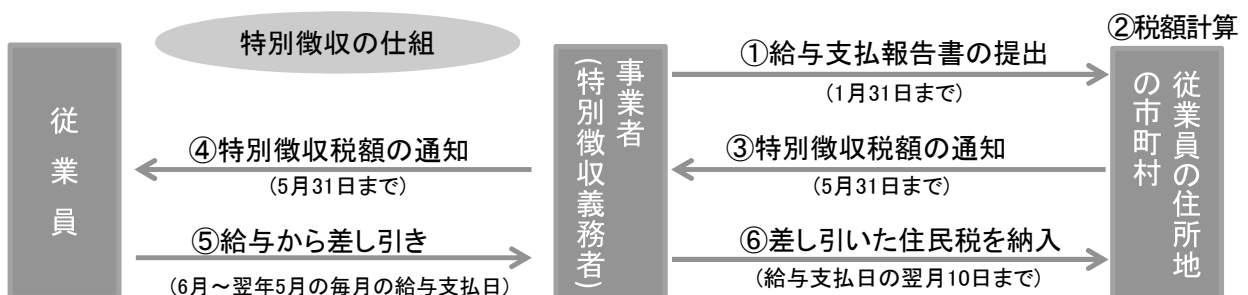 特別徴収の仕組
②税額計算
従業員
事業者
(特別徴収義務者)
従業員の住所地
の市町村
①給与支払報告書の提出
(1月31日まで)
④特別徴収税額の通知
(5月31日まで)
③特別徴収税額の通知
(5月31日まで)
⑤給与から差し引き
(6月～翌年5月の毎月の給与支払日)
⑥差し引いた住民税を納入
(給与支払日の翌月10日まで)